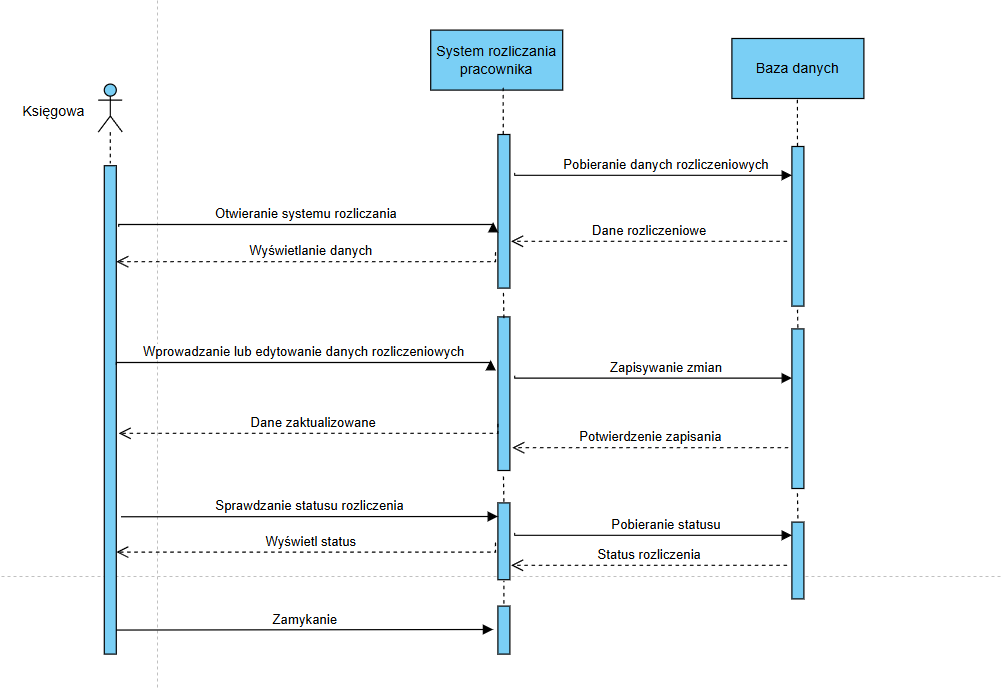 System rozliczania
pracownika
Baza danych
Księgowa
Pobieranie danych rozliczeniowych
Otwieranie systemu rozliczania
Dane rozliczeniowe
Wyświetlanie danych
Wprowadzanie lub edytowanie danych rozliczeniowych
Zapisywanie zmian
Dane zaktualizowane
Potwierdzenie zapisania
Sprawdzanie statusu rozliczenia
Pobieranie statusu
Wyświetl status
Status rozliczenia
Zamykanie